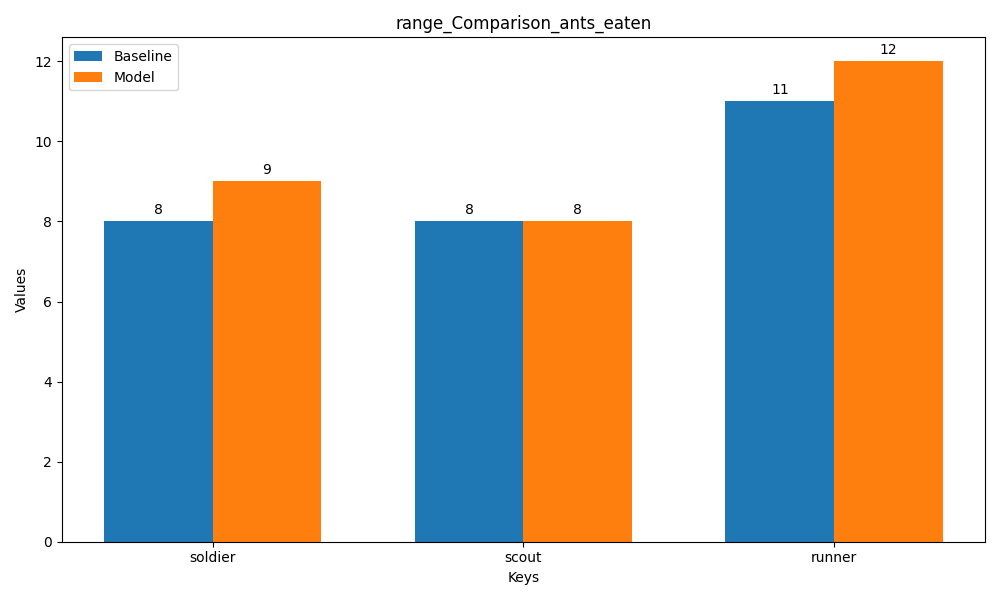 range_Comparison_ants_eaten
Baseline
Model
12
10
8
6
4
2
0
Values
8
9
8
8
11
12
soldier
scout
runner
Keys